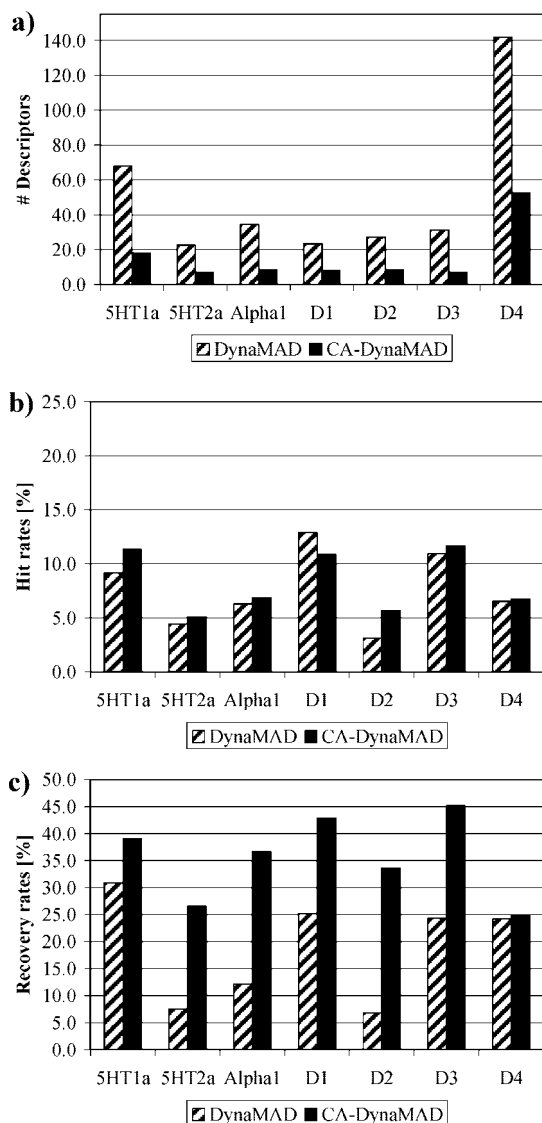 a)
# Descriptors
140.0
120.0
100.0
80.0
60.0
40.0
20.0
0.0
5HT1a 5HT2a Alpha1 D1 D2 D3 D4
DynaMAD CA-DynaMAD
b)
Hit rates [%]
25.0
20.0
15.0
10.0
5.0
0.0
5HT1a 5HT2a Alpha1 D1 D2 D3 D4
DynaMAD CA-DynaMAD
c)
Recovery rates [%]
50.0
45.0
40.0
35.0
30.0
25.0
20.0
15.0
10.0
5.0
0.0
5HT1a 5HT2a Alpha1 D1 D2 D3 D4
DynaMAD CA-DynaMAD